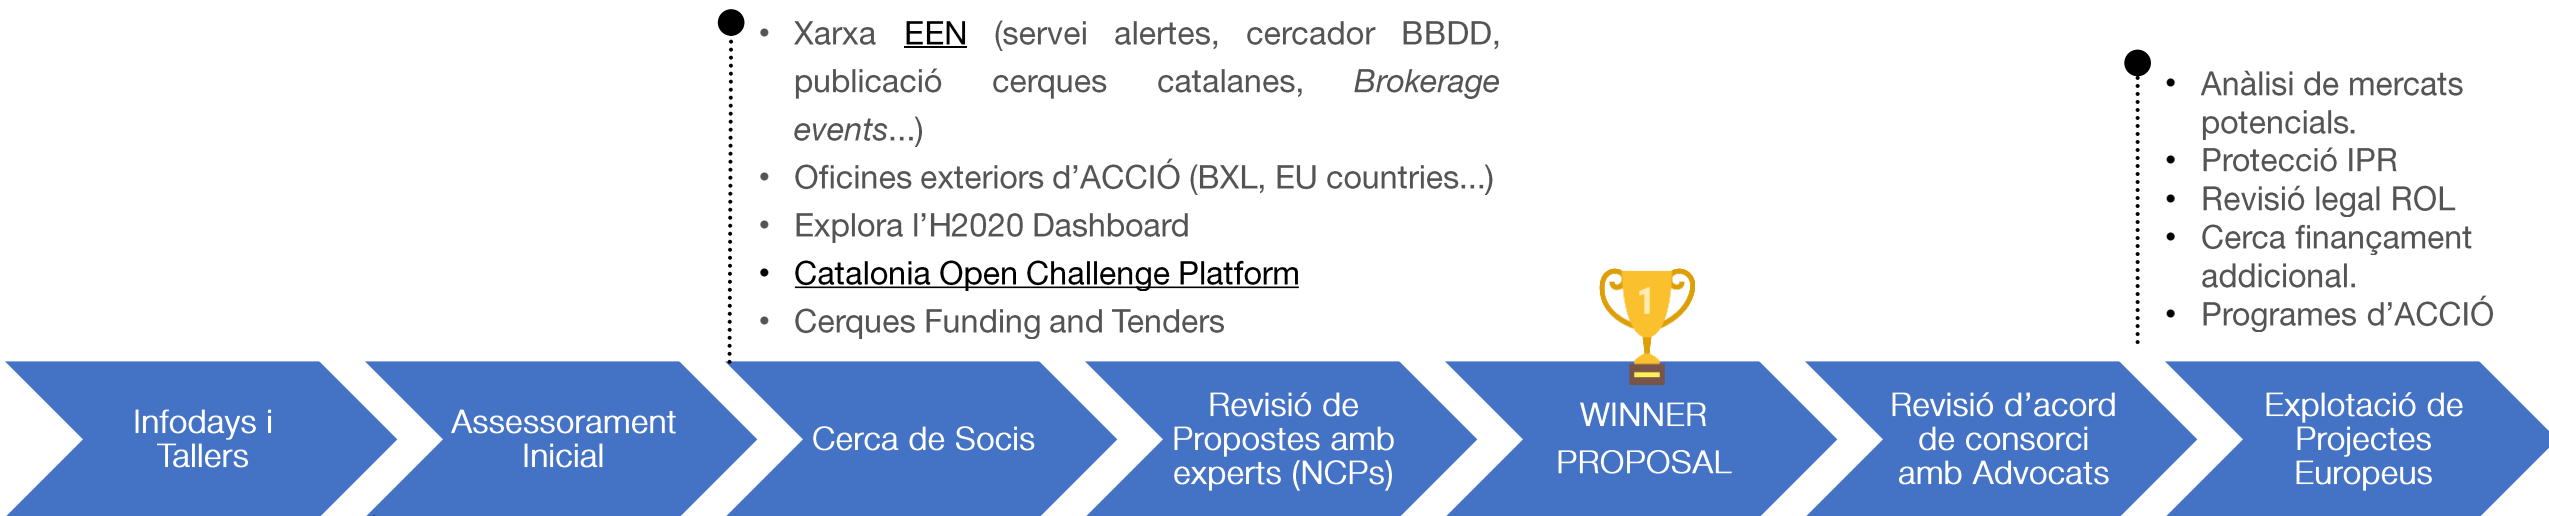 • Xarxa EEN (servei alertes, cercador BBDD,
publicació cerques catalanes, Brokerage
events...)
• Oficines exteriors d’ACCIÓ (BXL, EU countries...)
• Explora l’H2020 Dashboard
• Catalonia Open Challenge Platform
• Cerques Funding and Tenders
• Anàlisi de mercats
potencials.
• Protecció IPR
• Revisió legal ROL
• Cerca finançament
addicional.
• Programes d’ACCIÓ
1
Infodays i
Tallers
Assessorament
Inicial
Cerca de Socis
Revisió de
Propostes amb
experts (NCPs)
WINNER
PROPOSAL
Revisió d’acord
de consorci
amb Advocats
Explotació de
Projectes
Europeus